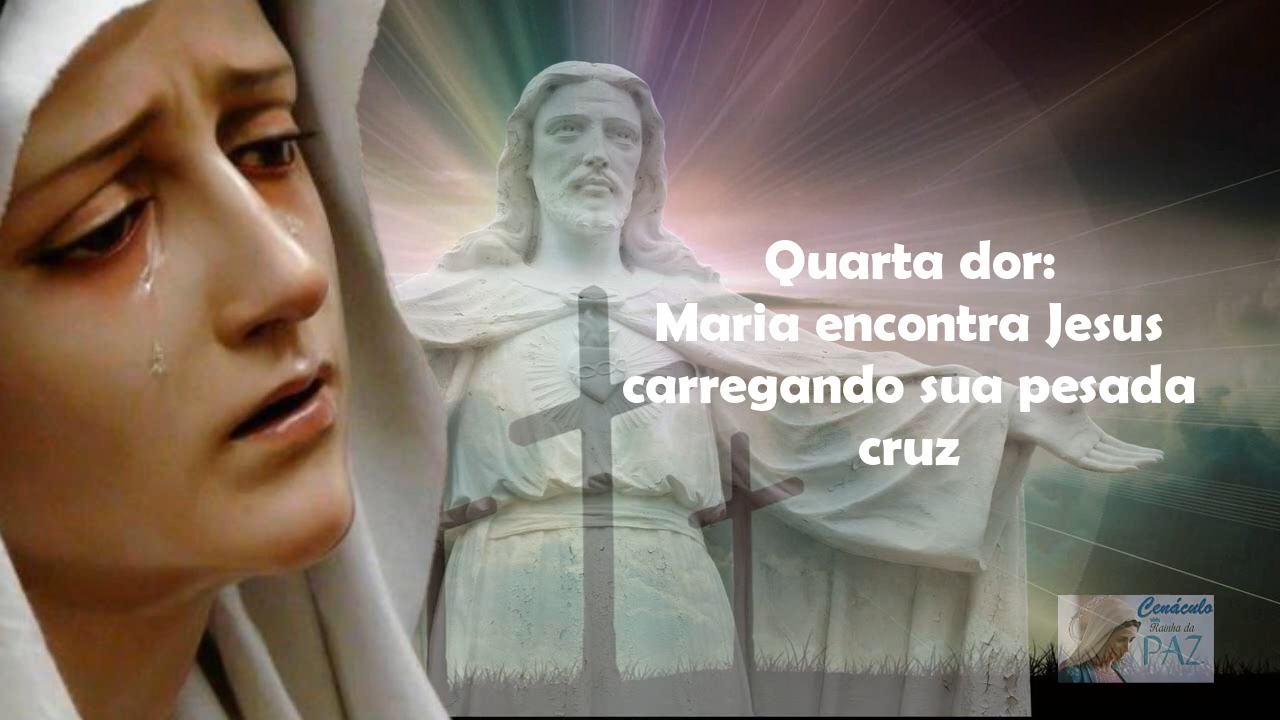 Quarta dor:
Maria encontra Jesus
carregando sua pesada
cruz
Cenáculo
Rainha da
PAZ